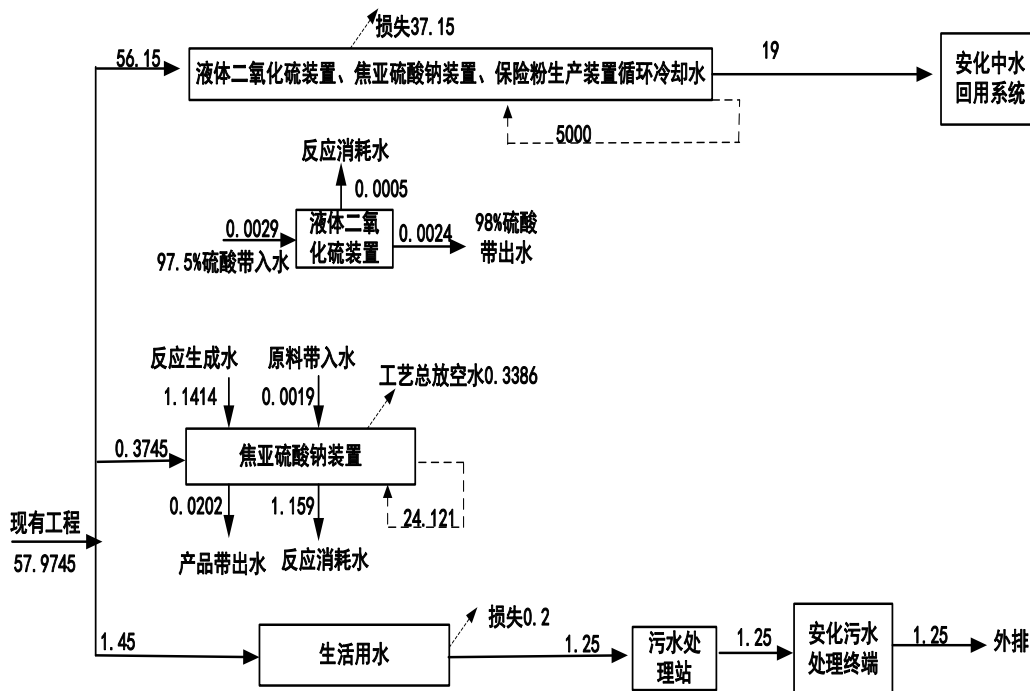 损失37.15
56.15
液体二氧化硫装置、焦亚硫酸钠装置、保险粉生产装置循环冷却水
19
安化中水
回用系统
5000
反应消耗水
0.0005
0.0029
97.5%硫酸带入水
液体二氧
化硫装置
0.0024
98%硫酸
带出水
反应生成水
原料带入水
1.1414
0.0019
工艺总放空水0.3386
0.3745
焦亚硫酸钠装置
0.0202
1.159
24.121
产品带出水
反应消耗水
现有工程
57.9745
1.45
生活用水
损失0.2
1.25
污水处
理站
1.25
安化污水
处理终端
1.25
外排